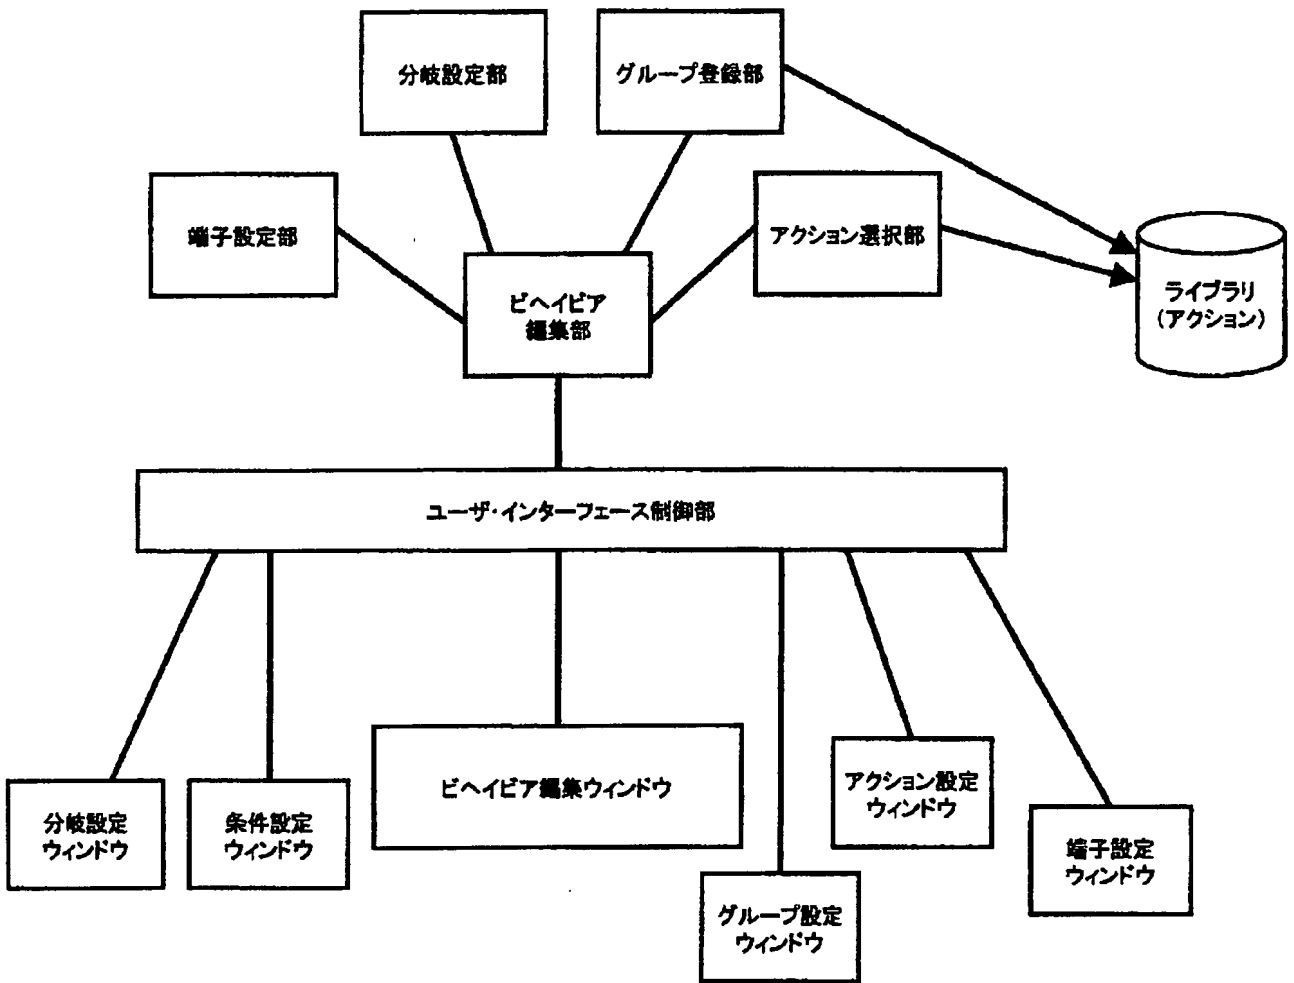 分岐設定部
グループ登録部
端子設定部
アクション選択部
ビヘイビア
編集部
ライブラリ
(アクション)
ユーザ・インターフェース制御部
分岐設定
ウィンドウ
条件設定
ウィンドウ
ビヘイビア編集ウィンドウ
グループ設定
ウィンドウ
アクション設定
ウィンドウ
端子設定
ウィンドウ